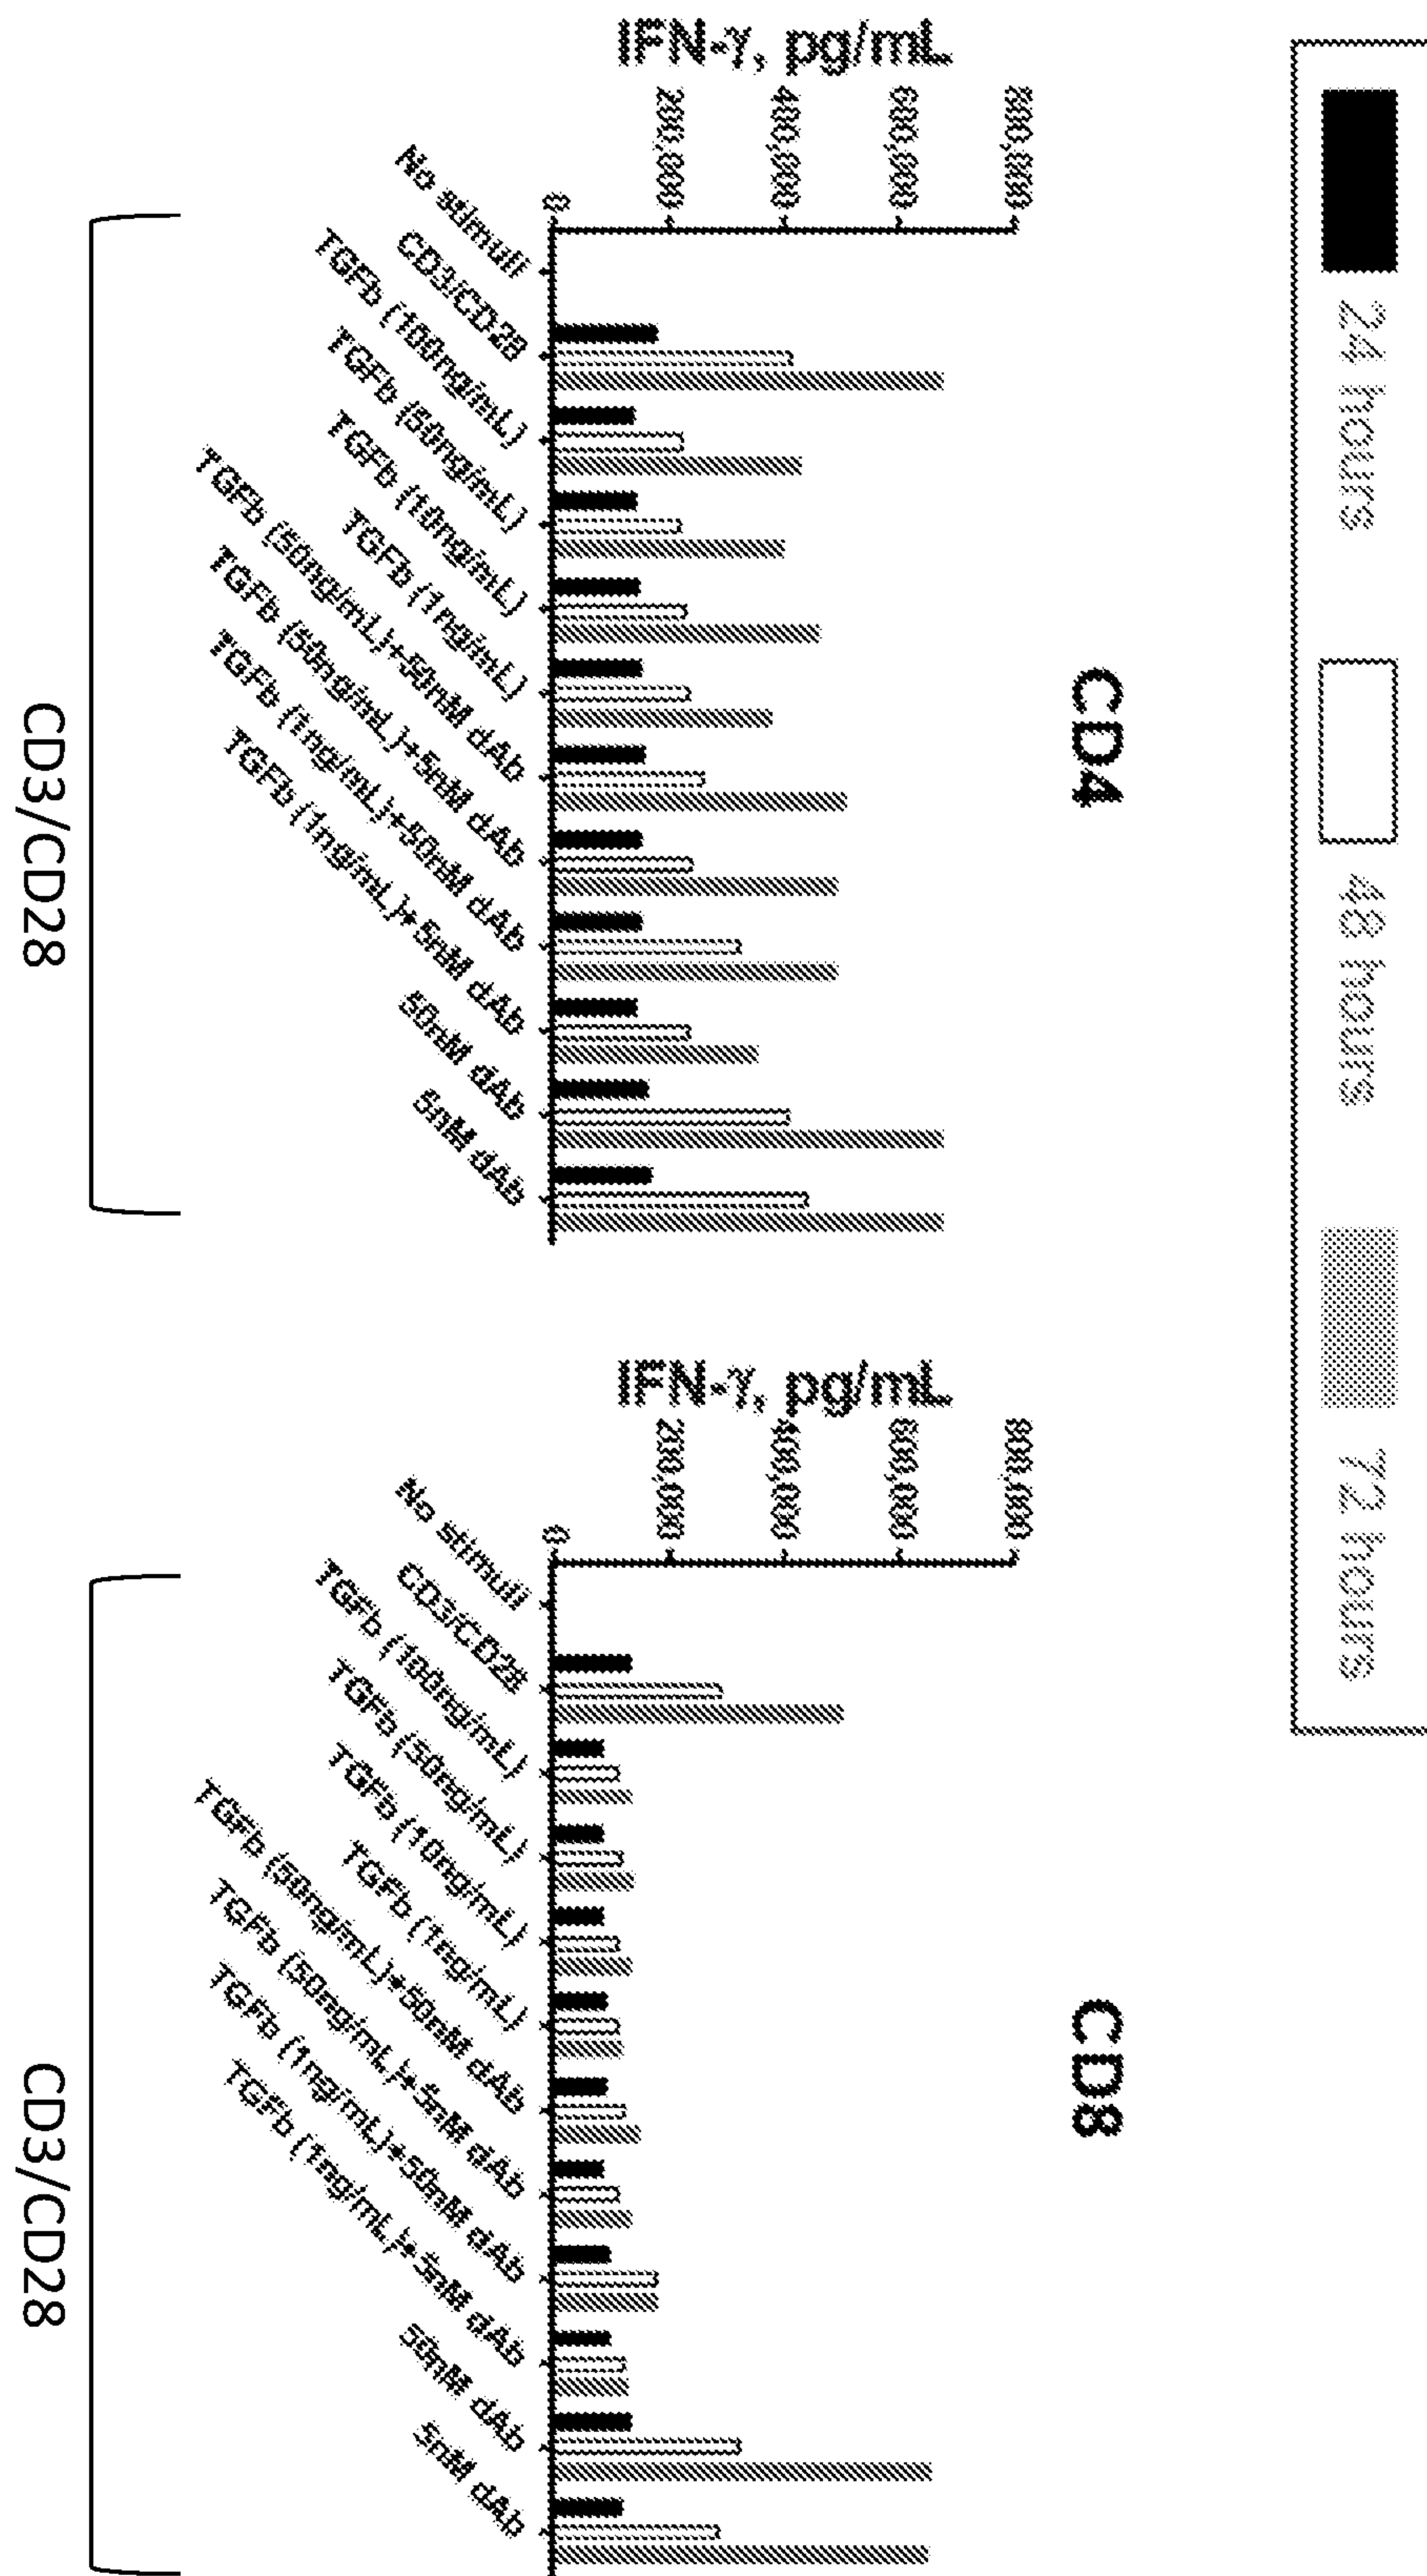 24 hours
48 hours
72 hours
CD4
IFN-γ, pg/mL
800,000
600,000
400,000
200,000
0
No stimuli
CD3/CD28
TGFb (100ng/mL)
TGFb (50ng/mL)
TGFb (10ng/mL)
TGFb (1ng/mL)
TGFb (50ng/mL)+50nM dAb
TGFb (50ng/mL)+5nM dAb
TGFb (1ng/mL)+50nM dAb
TGFb (1ng/mL)+5nM dAb
50nM dAb
5nM dAb
CD3/CD28
CD8
IFN-γ, pg/mL
800,000
600,000
400,000
200,000
0
No stimuli
CD3/CD28
TGFb (100ng/mL)
TGFb (50ng/mL)
TGFb (10ng/mL)
TGFb (1ng/mL)
TGFb (50ng/mL)+50nM dAb
TGFb (50ng/mL)+5nM dAb
TGFb (1ng/mL)+50nM dAb
TGFb (1ng/mL)+5nM dAb
50nM dAb
5nM dAb
CD3/CD28